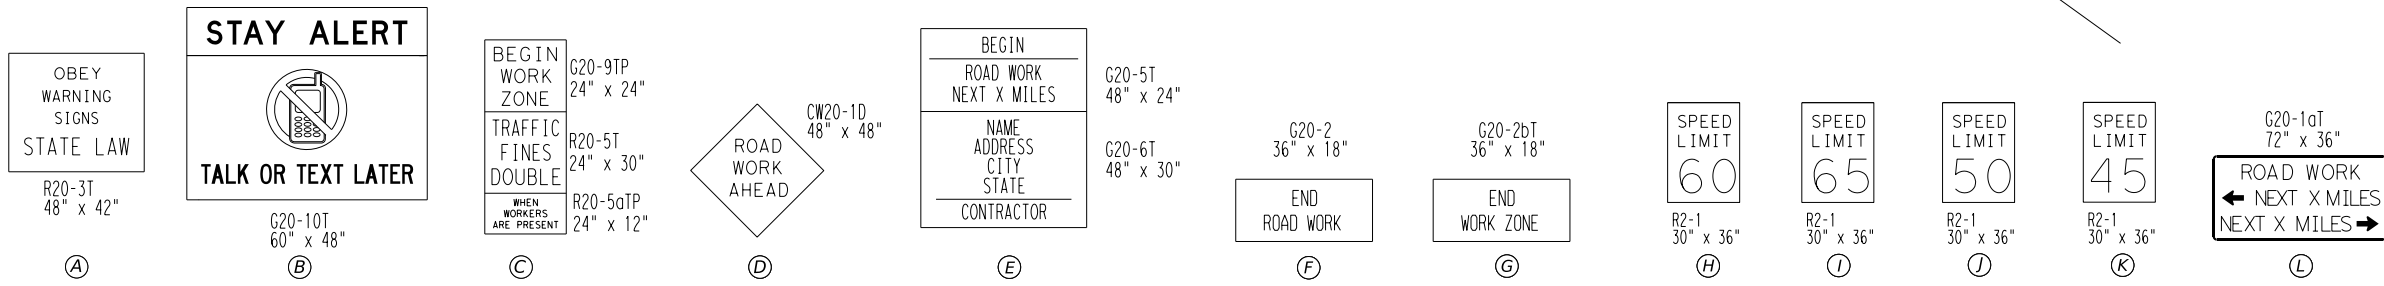 OBEY
WARNING
SIGNS
STATE LAW
R20-3T
48" x 42"
A
STAY ALERT
TALK OR TEXT LATER
G20-10T
60" x 48"
B
BEGIN
WORK
ZONE
G20-9TP
24" x 24"
TRAFFIC
FINES
DOUBLE
R20-5T
24" x 30"
WHEN
WORKERS
ARE PRESENT
R20-5aTP
24" x 12"
C
ROAD
WORK
AHEAD
CW20-1D
48" x 48"
D
BEGIN
ROAD WORK
NEXT X MILES
G20-5T
48" x 24"
NAME
ADDRESS
CITY
STATE
CONTRACTOR
G20-6T
48" x 30"
E
G20-2
36" x 18"
END
ROAD WORK
F
G20-2bT
36" x 18"
END
WORK ZONE
G
SPEED
LIMIT
60
R2-1
30" x 36"
H
SPEED
LIMIT
65
R2-1
30" x 36"
I
SPEED
LIMIT
50
R2-1
30" x 36"
J
SPEED
LIMIT
45
R2-1
30" x 36"
K
G20-1aT
72" x 36"
ROAD WORK
← NEXT X MILES
NEXT X MILES →
L